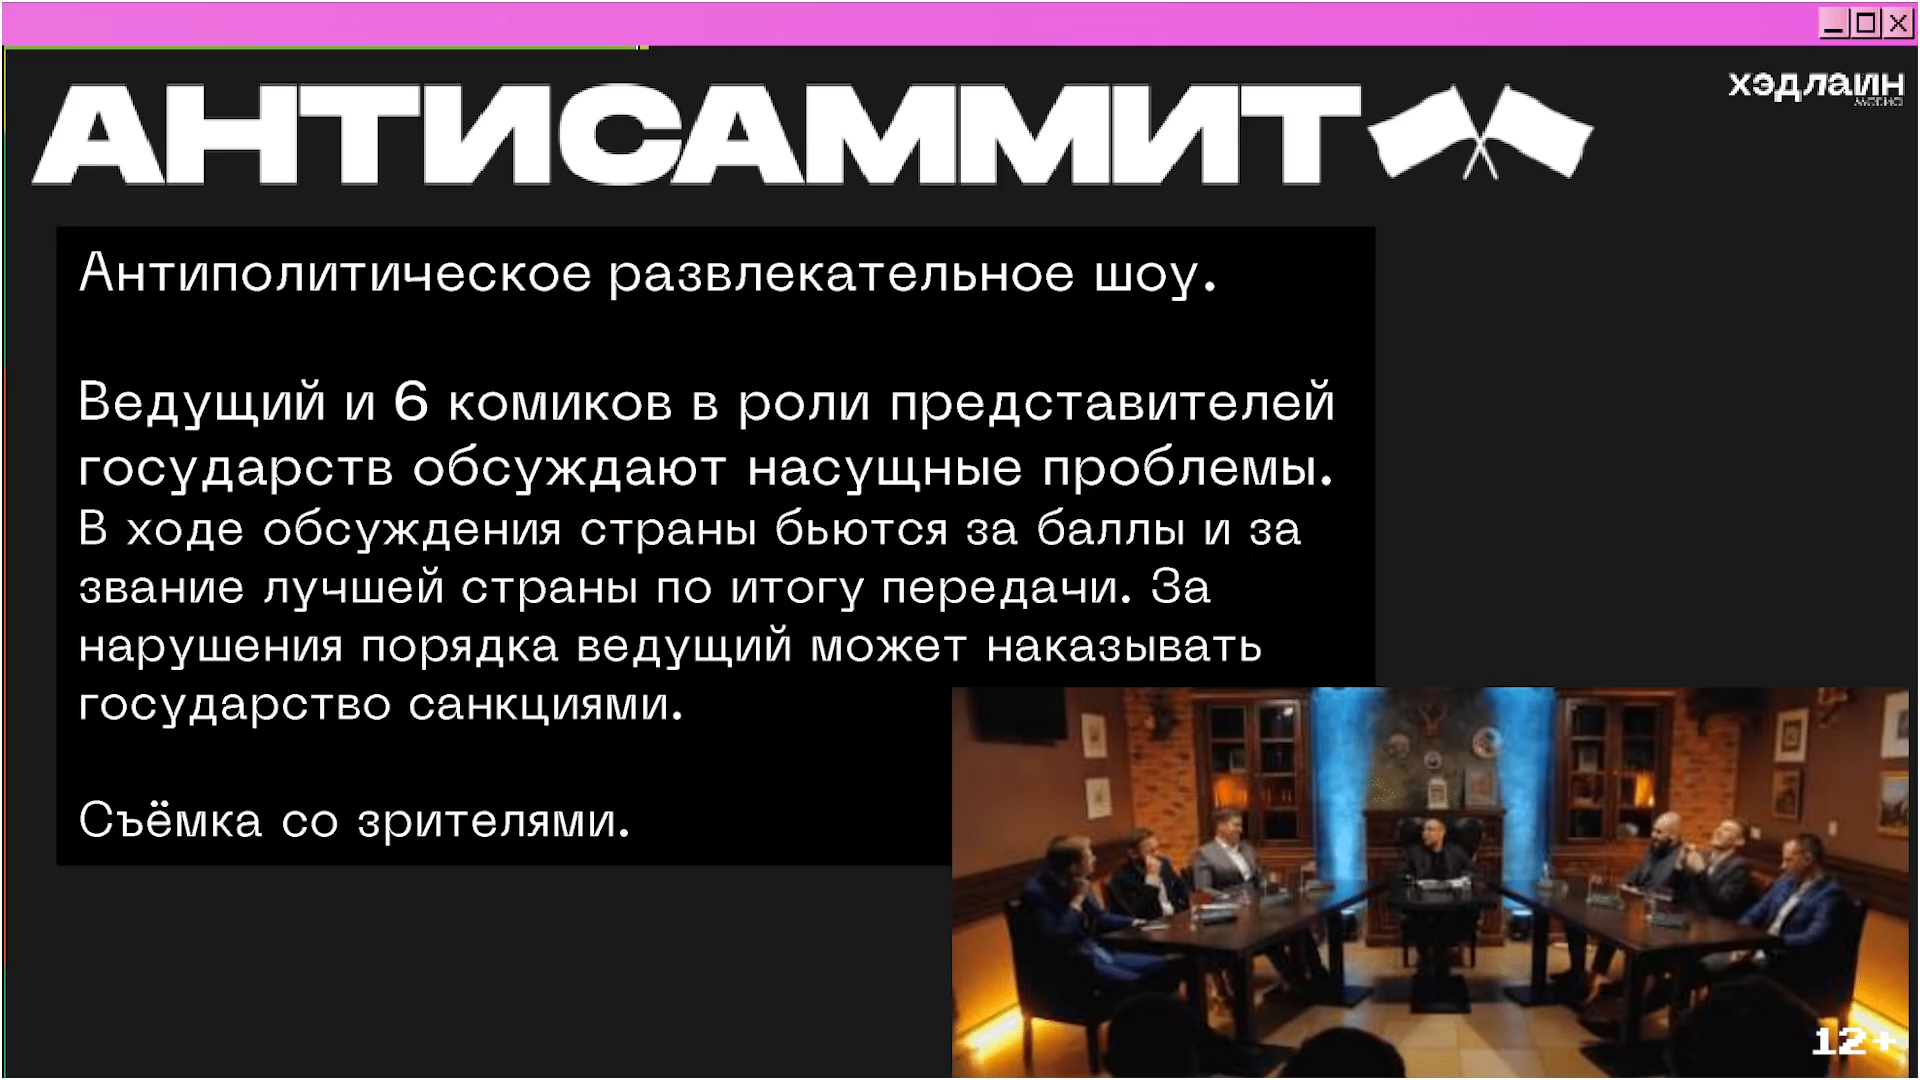 АНТИСАММИТ
хэдлайн
медиа
Антиполитическое развлекательное шоу.
Ведущий и 6 комиков в роли представителей
государств обсуждают насущные проблемы.
В ходе обсуждения страны бьются за баллы и за
звание лучшей страны по итогу передачи. За
нарушения порядка ведущий может наказывать
государство санкциями.
Съёмка со зрителями.
12+